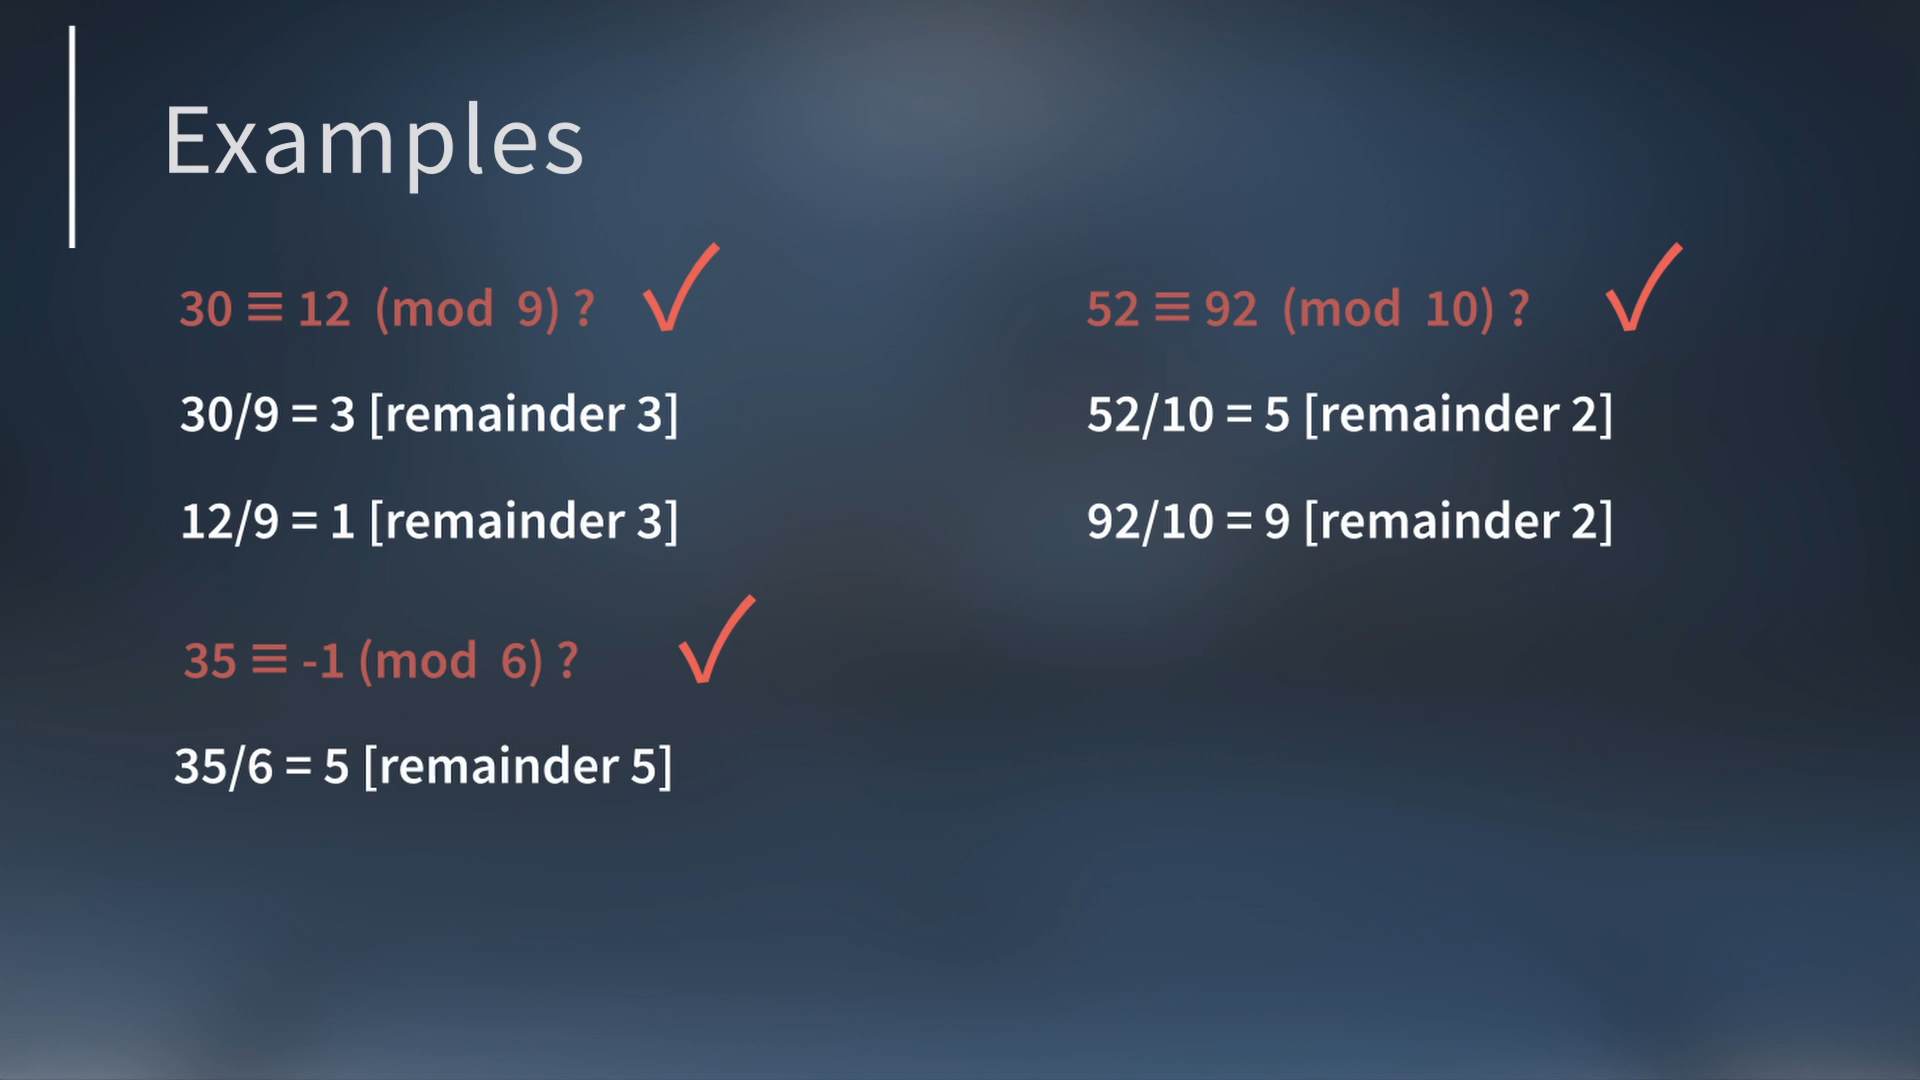 Examples
30 ≡ 12 (mod 9) ?
30/9 = 3 [remainder 3]
12/9 = 1 [remainder 3]
35 ≡ -1 (mod 6) ?
35/6 = 5 [remainder 5]
52 ≡ 92 (mod 10) ?
52/10 = 5 [remainder 2]
92/10 = 9 [remainder 2]